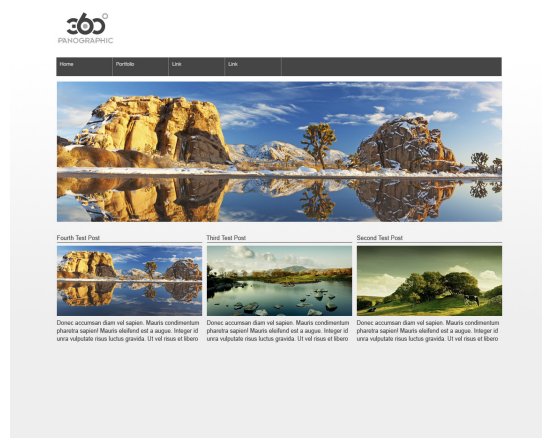 360°
PANOGRAPHIC
Home
Portfolio
Link
Link
Fourth Test Post
Third Test Post
Second Test Post
Donec accumsan diam vel sapien. Mauris condimentum
pharetra sapien! Mauris eleifend est a augue. Integer id
urna vulputate risus luctus gravida. Ut vel risus et libero
Donec accumsan diam vel sapien. Mauris condimentum
pharetra sapien! Mauris eleifend est a augue. Integer id
urna vulputate risus luctus gravida. Ut vel risus et libero
Donec accumsan diam vel sapien. Mauris condimentum
pharetra sapien! Mauris eleifend est a augue. Integer id
urna vulputate risus luctus gravida. Ut vel risus et libero